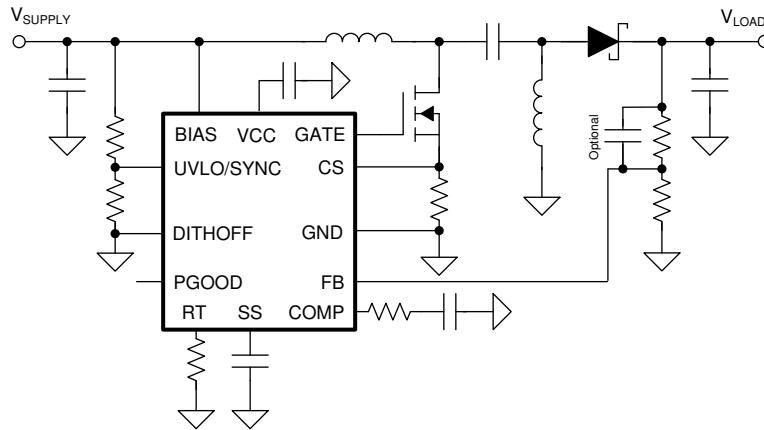 VSUPPLY
VLOAD
BIAS
VCC
GATE
Optional
UVLO/SYNC
CS
DITHOFF
GND
PGOOD
FB
RT
SS
COMP